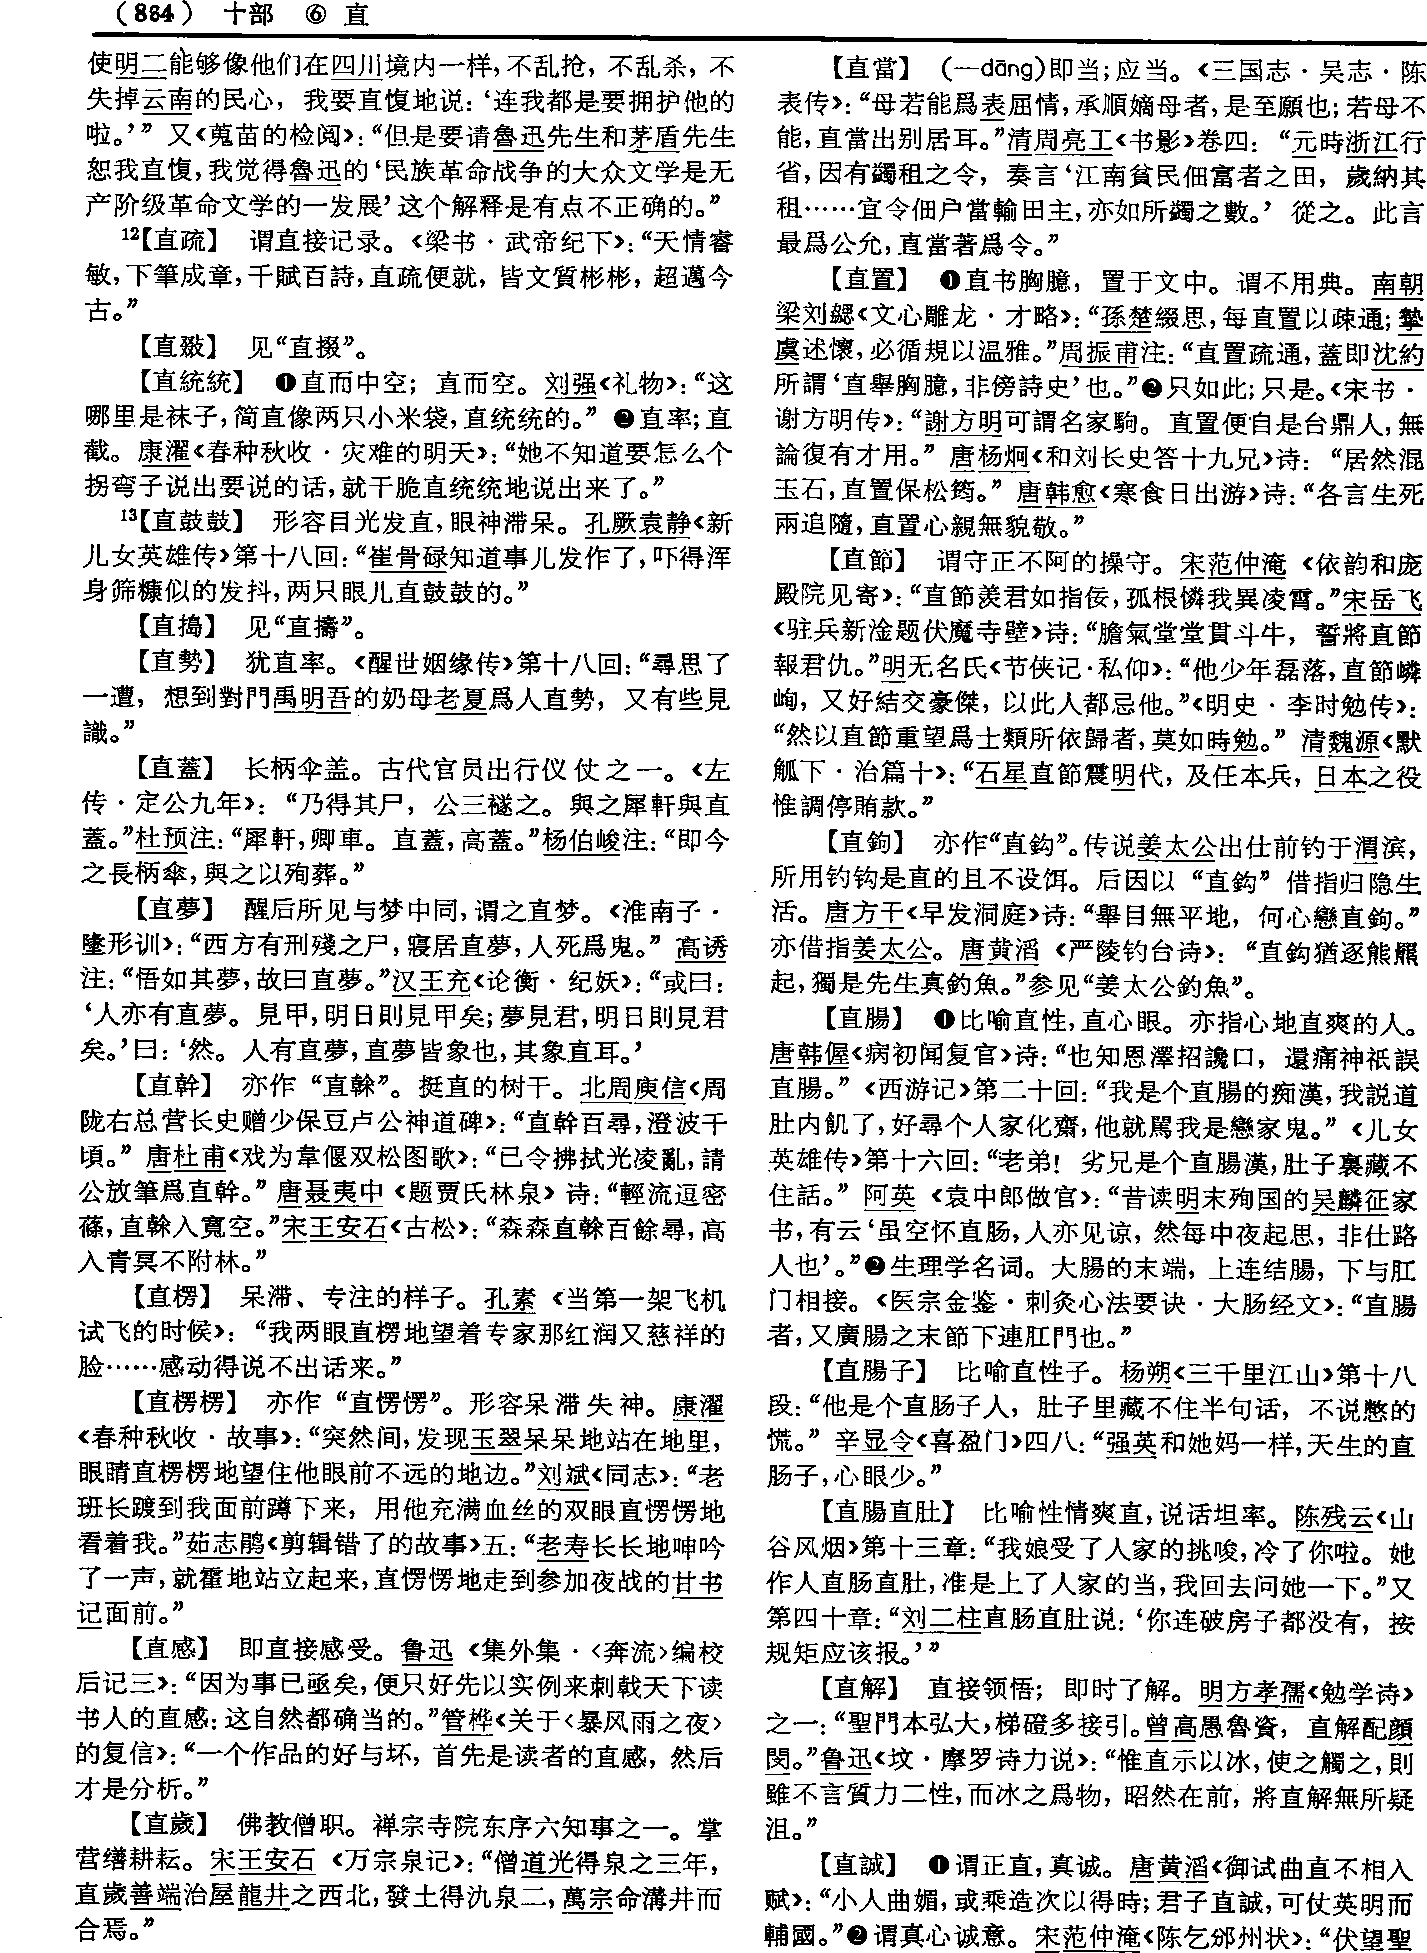 （864） 十部 ⑥ 直
使明二能够像他们在四川境内一样，不乱抢，不乱杀，不
失掉云南的民心，我要直愎地说：‘连我都是要拥护他的
啦。’”又《蒐苗的检阅》：“但是要请魯迅先生和茅盾先生
恕我直愎，我觉得魯迅的‘民族革命战争的大众文学是无
产阶级革命文学的一发展’这个解释是有点不正确的。”
12【直疏】 谓直接记录。《梁书·武帝纪下》：“天情睿
敏，下筆成章，千賦百詩，直疏便就，皆文質彬彬，超邁今
古。”
【直敠】 见“直掇”。
【直統統】 ❶直而中空；直而空。刘强《礼物》：“这
哪里是袜子，简直像两只小米袋，直统统的。”❷直率；直
截。康濯《春种秋收·灾难的明天》：“她不知道要怎么个
拐弯子说出要说的话，就干脆直统统地说出来了。”
13【直鼓鼓】 形容目光发直，眼神滞呆。孔厥袁静《新
儿女英雄传》第十八回：“崔骨碌知道事儿发作了，吓得浑
身筛糠似的发抖，两只眼儿直鼓鼓的。”
【直搗】 见“直擣”。
【直勢】 犹直率。《醒世姻缘传》第十八回：“尋思了
一遭，想到對門禹明吾的奶母老夏爲人直勢，又有些見
識。”
【直蓋】 长柄伞盖。古代官员出行仪仗之一。《左
传·定公九年》：“乃得其尸，公三襚之。與之犀軒與直
蓋。”杜预注：“犀軒，卿車。直蓋，高蓋。”杨伯峻注：“即今
之長柄傘，與之以殉葬。”
【直夢】 醒后所见与梦中同，谓之直梦。《淮南子·
墬形训》：“西方有刑殘之尸，寢居直夢，人死爲鬼。”高诱
注：“悟如其夢，故曰直夢。”汉王充《论衡·纪妖》：“或曰：
‘人亦有直夢。見甲，明日則見甲矣；夢見君，明日則見君
矣。’曰：‘然。人有直夢，直夢皆象也，其象直耳。’
【直幹】 亦作“直榦”。挺直的树干。北周庾信《周
陇右总营长史赠少保豆卢公神道碑》：“直幹百尋，澄波千
頃。”唐杜甫《戏为韋偃双松图歌》：“已令拂拭光凌亂，請
公放筆爲直幹。”唐聂夷中《题贾氏林泉》诗：“輕流逗密
蓧，直榦入寬空。”宋王安石《古松》：“森森直榦百餘尋，高
入青冥不附林。”
【直楞】 呆滞、专注的样子。孔素《当第一架飞机
试飞的时候》：“我两眼直楞地望着专家那红润又慈祥的
脸……感动得说不出话来。”
【直楞楞】 亦作“直愣愣”。形容呆滞失神。康濯
《春种秋收·故事》：“突然间，发现玉翠呆呆地站在地里，
眼睛直楞楞地望住他眼前不远的地边。”刘斌《同志》：“老
班长踱到我面前蹲下来，用他充满血丝的双眼直愣愣地
看着我。”茹志鹃《剪辑错了的故事》五：“老寿长长地呻吟
了一声，就霍地站立起来，直愣愣地走到参加夜战的甘书
记面前。”
【直感】 即直接感受。鲁迅《集外集·〈奔流〉编校
后记三》：“因为事已亟矣，便只好先以实例来刺戟天下读
书人的直感：这自然都确当的。”管桦《关于〈暴风雨之夜〉
的复信》：“一个作品的好与坏，首先是读者的直感，然后
才是分析。”
【直歲】 佛教僧职。禅宗寺院东序六知事之一。掌
营缮耕耘。宋王安石《万宗泉记》：“僧道光得泉之三年，
直歲善端治屋龍井之西北，發土得氿泉二，萬宗命溝井而
合焉。”
【直當】 （—dāng）即当；应当。《三国志·吴志·陈
表传》：“母若能爲表屈情，承順嫡母者，是至願也；若母不
能，直當出别居耳。”清周亮工《书影》卷四：“元時浙江行
省，因有蠲租之令，奏言‘江南貧民佃富者之田，歲納其
租……宜令佃户當輸田主，亦如所蠲之數。’從之。此言
最爲公允，直當著爲令。”
【直置】 ❶直书胸臆，置于文中。谓不用典。南朝
梁刘勰《文心雕龙·才略》：“孫楚綴思，每直置以疎通；摯
虞述懷，必循規以温雅。”周振甫注：“直置疏通，蓋即沈約
所謂‘直舉胸臆，非傍詩史’也。”❷只如此；只是。《宋书·
谢方明传》：“謝方明可謂名家駒。直置便自是台鼎人，無
論復有才用。”唐杨炯《和刘长史答十九兄》诗：“居然混
玉石，直置保松筠。”唐韩愈《寒食日出游》诗：“各言生死
兩追隨，直置心親無貌敬。”
【直節】 谓守正不阿的操守。宋范仲淹《依韵和庞
殿院见寄》：“直節羡君如指佞，孤根憐我異凌霄。”宋岳飞
《驻兵新淦题伏魔寺壁》诗：“膽氣堂堂貫斗牛，誓將直節
報君仇。”明无名氏《节侠记·私仰》：“他少年磊落，直節嶙
峋，又好結交豪傑，以此人都忌他。”《明史·李时勉传》：
“然以直節重望爲士類所依歸者，莫如時勉。”清魏源《默
觚下·治篇十》：“石星直節震明代，及任本兵，日本之役
惟調停賄款。”
【直鉤】 亦作“直鈎”。传说姜太公出仕前钓于渭滨，
所用钓钩是直的且不设饵。后因以“直鈎”借指归隐生
活。唐方干《早发洞庭》诗：“舉目無平地，何心戀直鉤。”
亦借指姜太公。唐黄滔《严陵钓台诗》：“直鈎猶逐熊羆
起，獨是先生真釣魚。”参见“姜太公釣魚”。
【直腸】 ❶比喻直性，直心眼。亦指心地直爽的人。
唐韩偓《病初闻复官》诗：“也知恩澤招讒口，還痛神祇誤
直腸。”《西游记》第二十回：“我是个直腸的痴漢，我説道
肚内飢了，好尋个人家化齋，他就駡我是戀家鬼。”《儿女
英雄传》第十六回：“老弟！劣兄是个直腸漢，肚子裏藏不
住話。”阿英《袁中郎做官》：“昔读明末殉国的吴麟征家
书，有云‘虽空怀直肠，人亦见谅，然每中夜起思，非仕路
人也’。”❷生理学名词。大腸的末端，上连结腸，下与肛
门相接。《医宗金鉴·刺灸心法要诀·大肠经文》：“直腸
者，又廣腸之末節下連肛門也。”
【直腸子】 比喻直性子。杨朔《三千里江山》第十八
段：“他是个直肠子人，肚子里藏不住半句话，不说憋的
慌。”辛显令《喜盈门》四八：“强英和她妈一样，天生的直
肠子，心眼少。”
【直腸直肚】 比喻性情爽直，说话坦率。陈残云《山
谷风烟》第十三章：“我娘受了人家的挑唆，冷了你啦。她
作人直肠直肚，准是上了人家的当，我回去问她一下。”又
第四十章：“刘二柱直肠直肚说：‘你连破房子都没有，按
规矩应该报。’”
【直解】 直接领悟；即时了解。明方孝孺《勉学诗》
之一：“聖門本弘大，梯磴多接引。曾高愚魯資，直解配顔
閔。”鲁迅《坟·摩罗诗力说》：“惟直示以冰，使之觸之，則
雖不言質力二性，而冰之爲物，昭然在前，將直解無所疑
沮。”
【直誠】 ❶谓正直，真诚。唐黄滔《御试曲直不相入
赋》：“小人曲媚，或乘造次以得時；君子直誠，可仗英明而
輔國。”❷谓真心诚意。宋范仲淹《陈乞邠州状》：“伏望聖